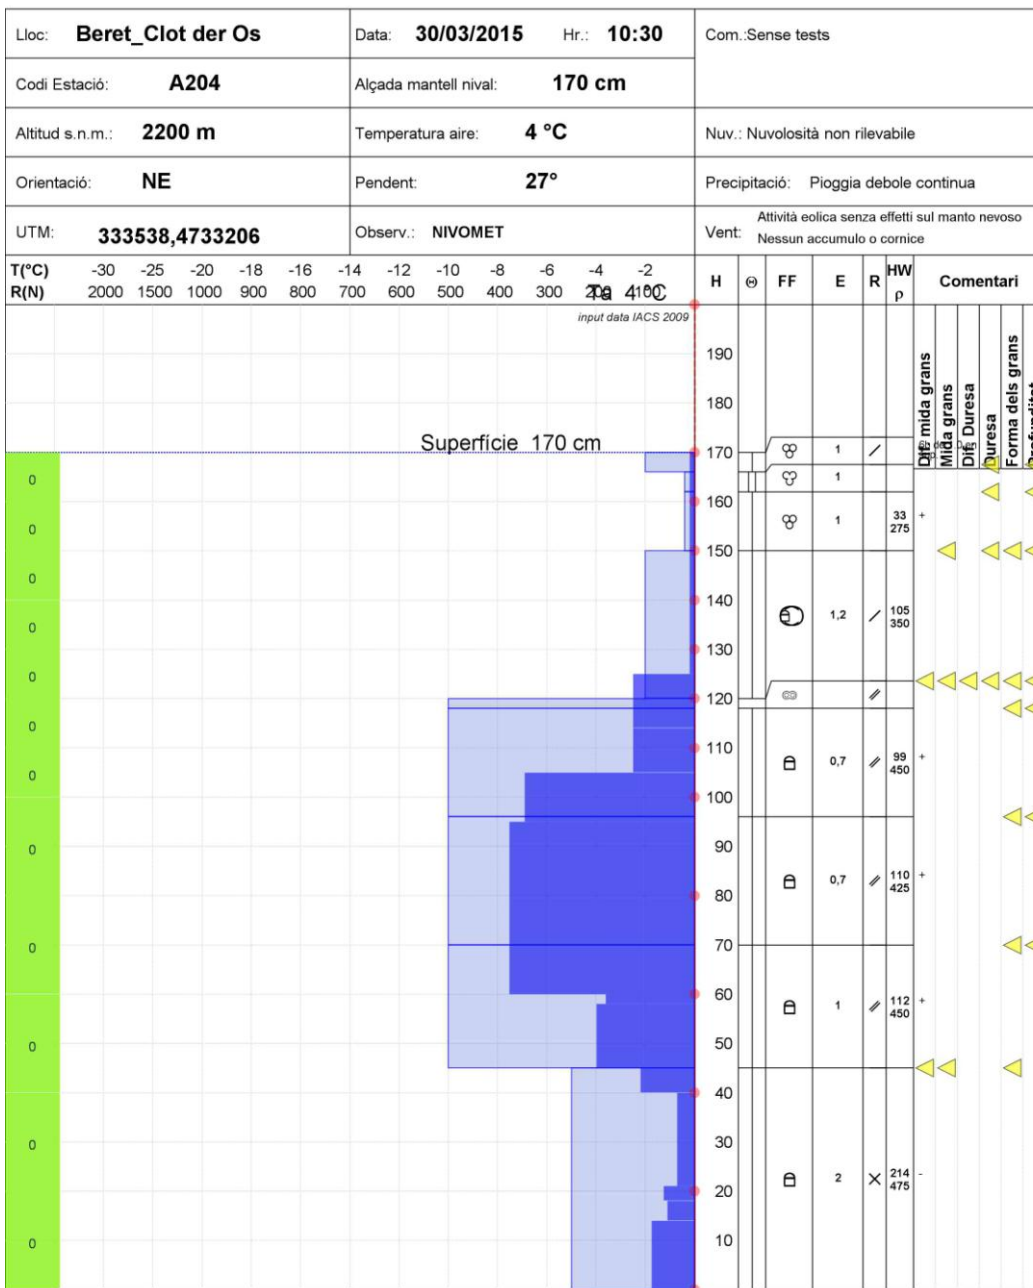 Lloc: Beret_Clot der Os Data: 30/03/2015 Hr.: 10:30 Com.:Sense tests
Codi Estació: A204 Alçada mantell nival: 170 cm
Altitud s.n.m.: 2200 m Temperatura aire: 4 °C Nuv.: Nuvolosità non rilevabile
Orientació: NE Pendent: 27° Precipitació: Pioggia debole continua
UTM: 333538,4733206 Observ.: NIVOMET Vent: Attività eolica senza effetti sul manto nevoso
Nessun accumulo o cornice
T(°C) -30 -25 -20 -18 -16 -14 -12 -10 -8 -6 -4 -2 H Θ FF E R HW Comentari
R(N) 2000 1500 1000 900 800 700 600 500 400 300 200 100 ρ
Ta 4 °C
input data IACS 2009
Dif. mida grans
Mida grans
Dif. Duresa
Duresa
Forma dels grans
190
180
Superfície 170 cm
170 1
0
1
160
0 1 33 +
275
150
0
140
0 1,2 105
350
130
0
120
0
110
0 0,7 99 +
450
100
90
0
0,7 110 +
80 425
70
0
60
1 112 +
450
50
0
40
30
0
2 214 -
475
20
10
0